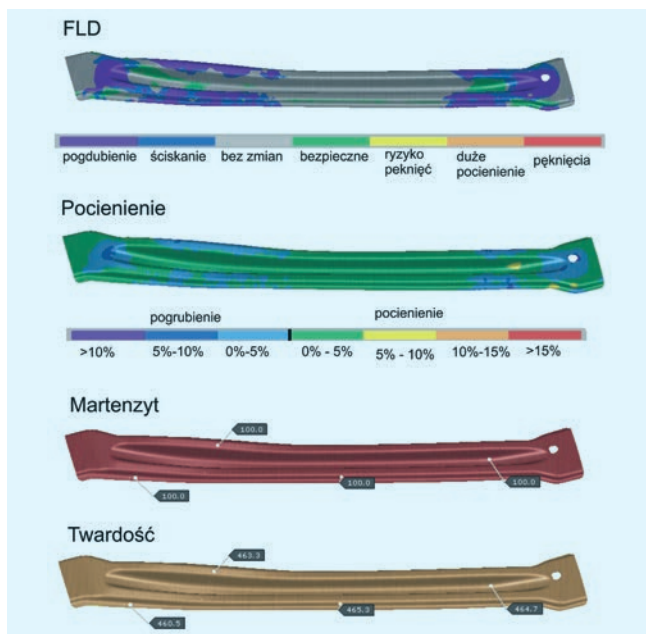 FLD
pogdubienie ściskanie bez zmian bezpieczne ryzyko peknięć duże pocienienie pęknięcia
Pocienienie
pogrubienie pocienienie
>10% 5%-10% 0%-5% 0% - 5% 5% - 10% 10%-15% >15%
Martenzyt
100.0
100.0
100.0
100.0
Twardość
463.3
464.7
465.3
460.5